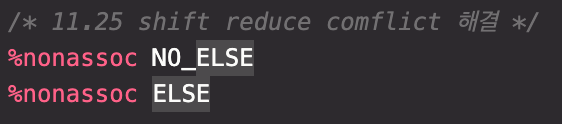 /* 11.25 shift reduce comflict 해결 */
%nonassoc NO_ELSE
%nonassoc ELSE